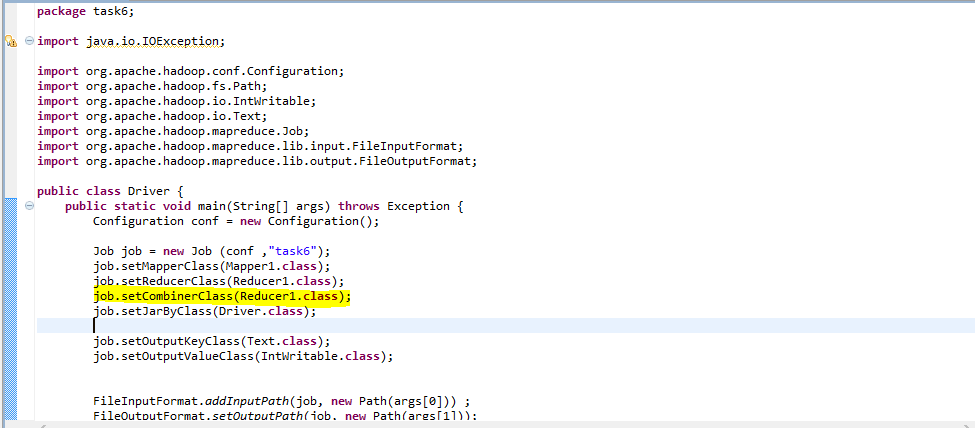 package task6;
import java.io.IOException;
import org.apache.hadoop.conf.Configuration;
import org.apache.hadoop.fs.Path;
import org.apache.hadoop.io.IntWritable;
import org.apache.hadoop.io.Text;
import org.apache.hadoop.mapreduce.Job;
import org.apache.hadoop.mapreduce.lib.input.FileInputFormat;
import org.apache.hadoop.mapreduce.lib.output.FileOutputFormat;
public class Driver {
public static void main(String[] args) throws Exception {
Configuration conf = new Configuration();
Job job = new Job (conf ,"task6");
job.setMapperClass(Mapper1.class);
job.setReducerClass(Reducer1.class);
job.setCombinerClass(Reducer1.class);
job.setJarByClass(Driver.class);
job.setOutputKeyClass(Text.class);
job.setOutputValueClass(IntWritable.class);
FileInputFormat.addInputPath(job, new Path(args[0])) ;
FileOutputFormat.setOutputPath(job, new Path(args[1]));